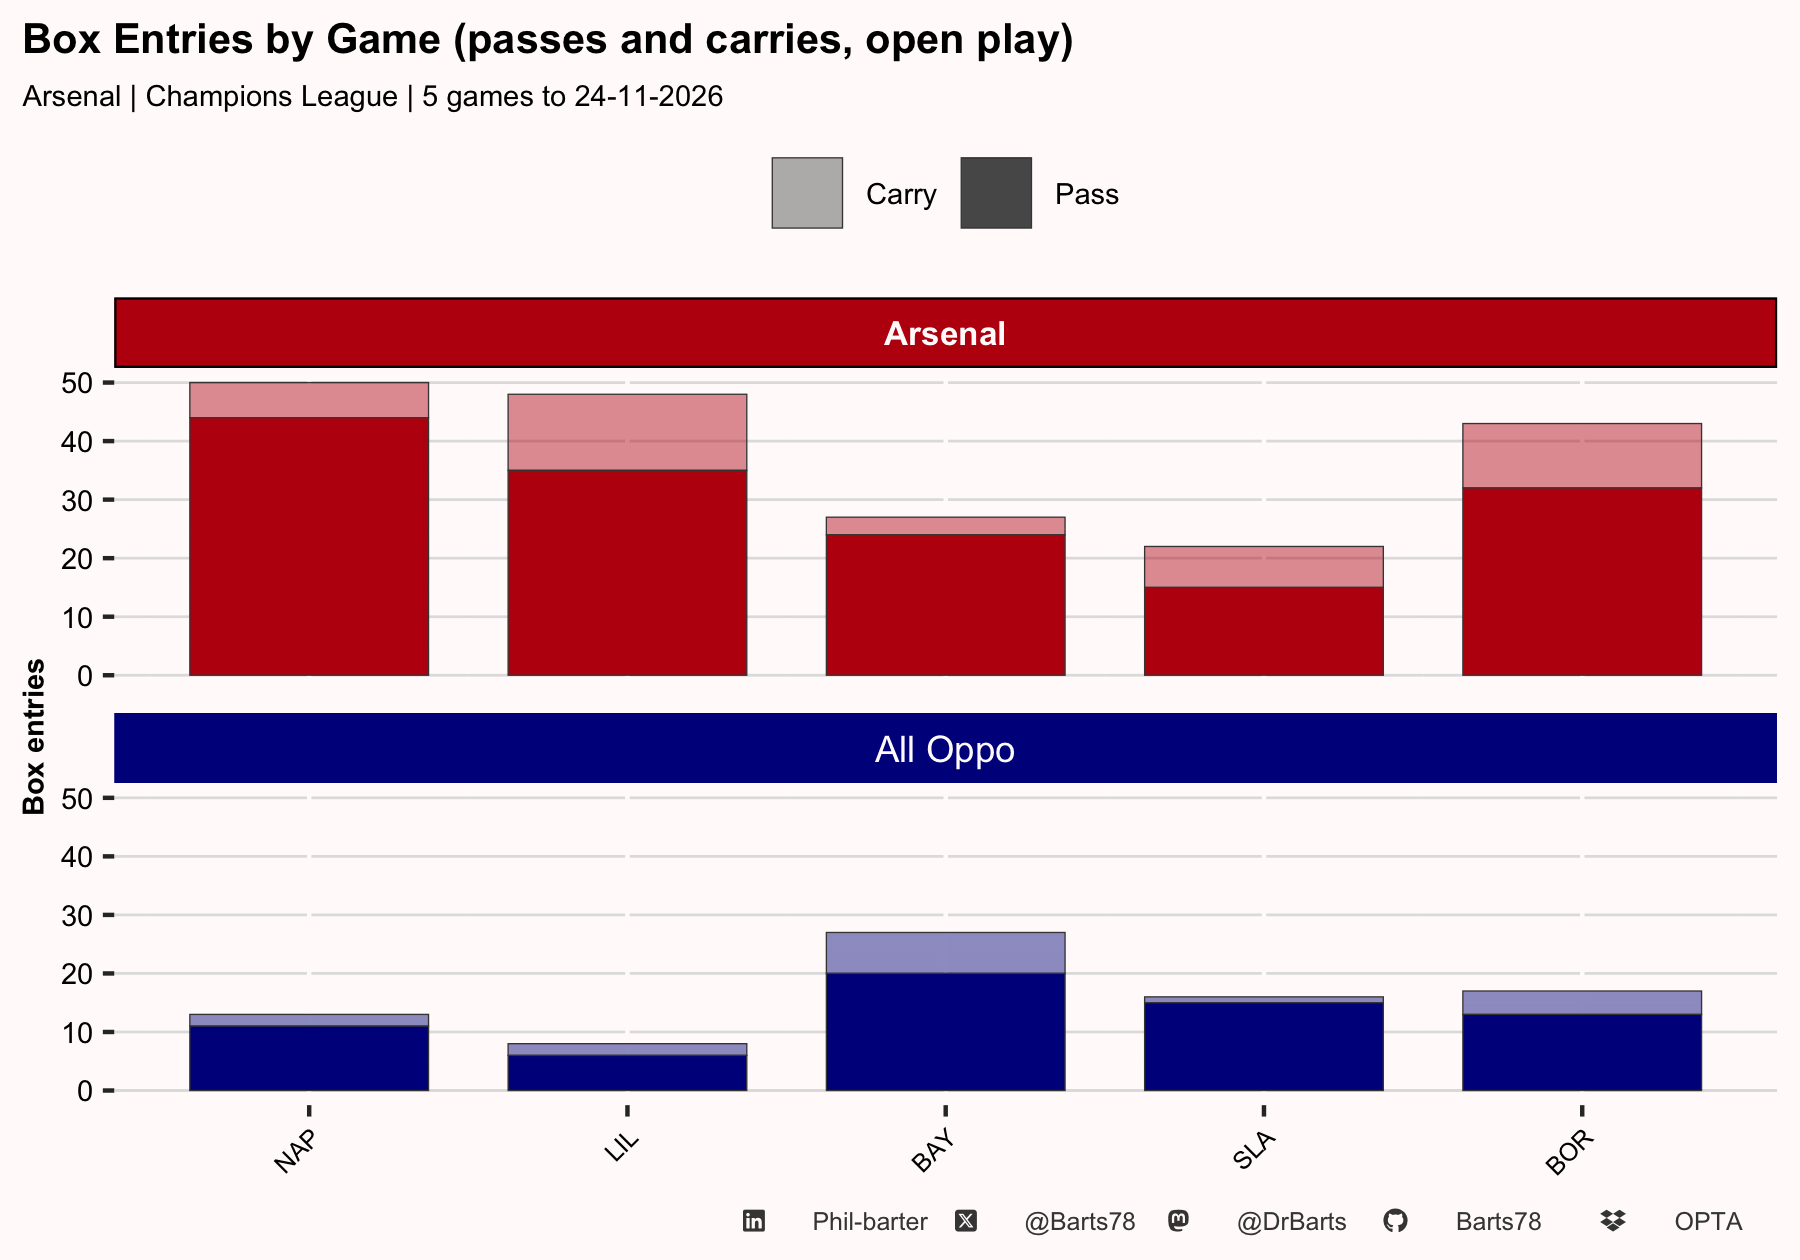 Box Entries by Game (passes and carries, open play)
Arsenal | Champions League | 5 games to 24-11-2026
Carry Pass
Arsenal
50
40
30
20
10
0
Box entries
All Oppo
50
40
30
20
10
0
NAP LIL BAY SLA BOR
Phil-barter @Barts78 @DrBarts Barts78 OPTA